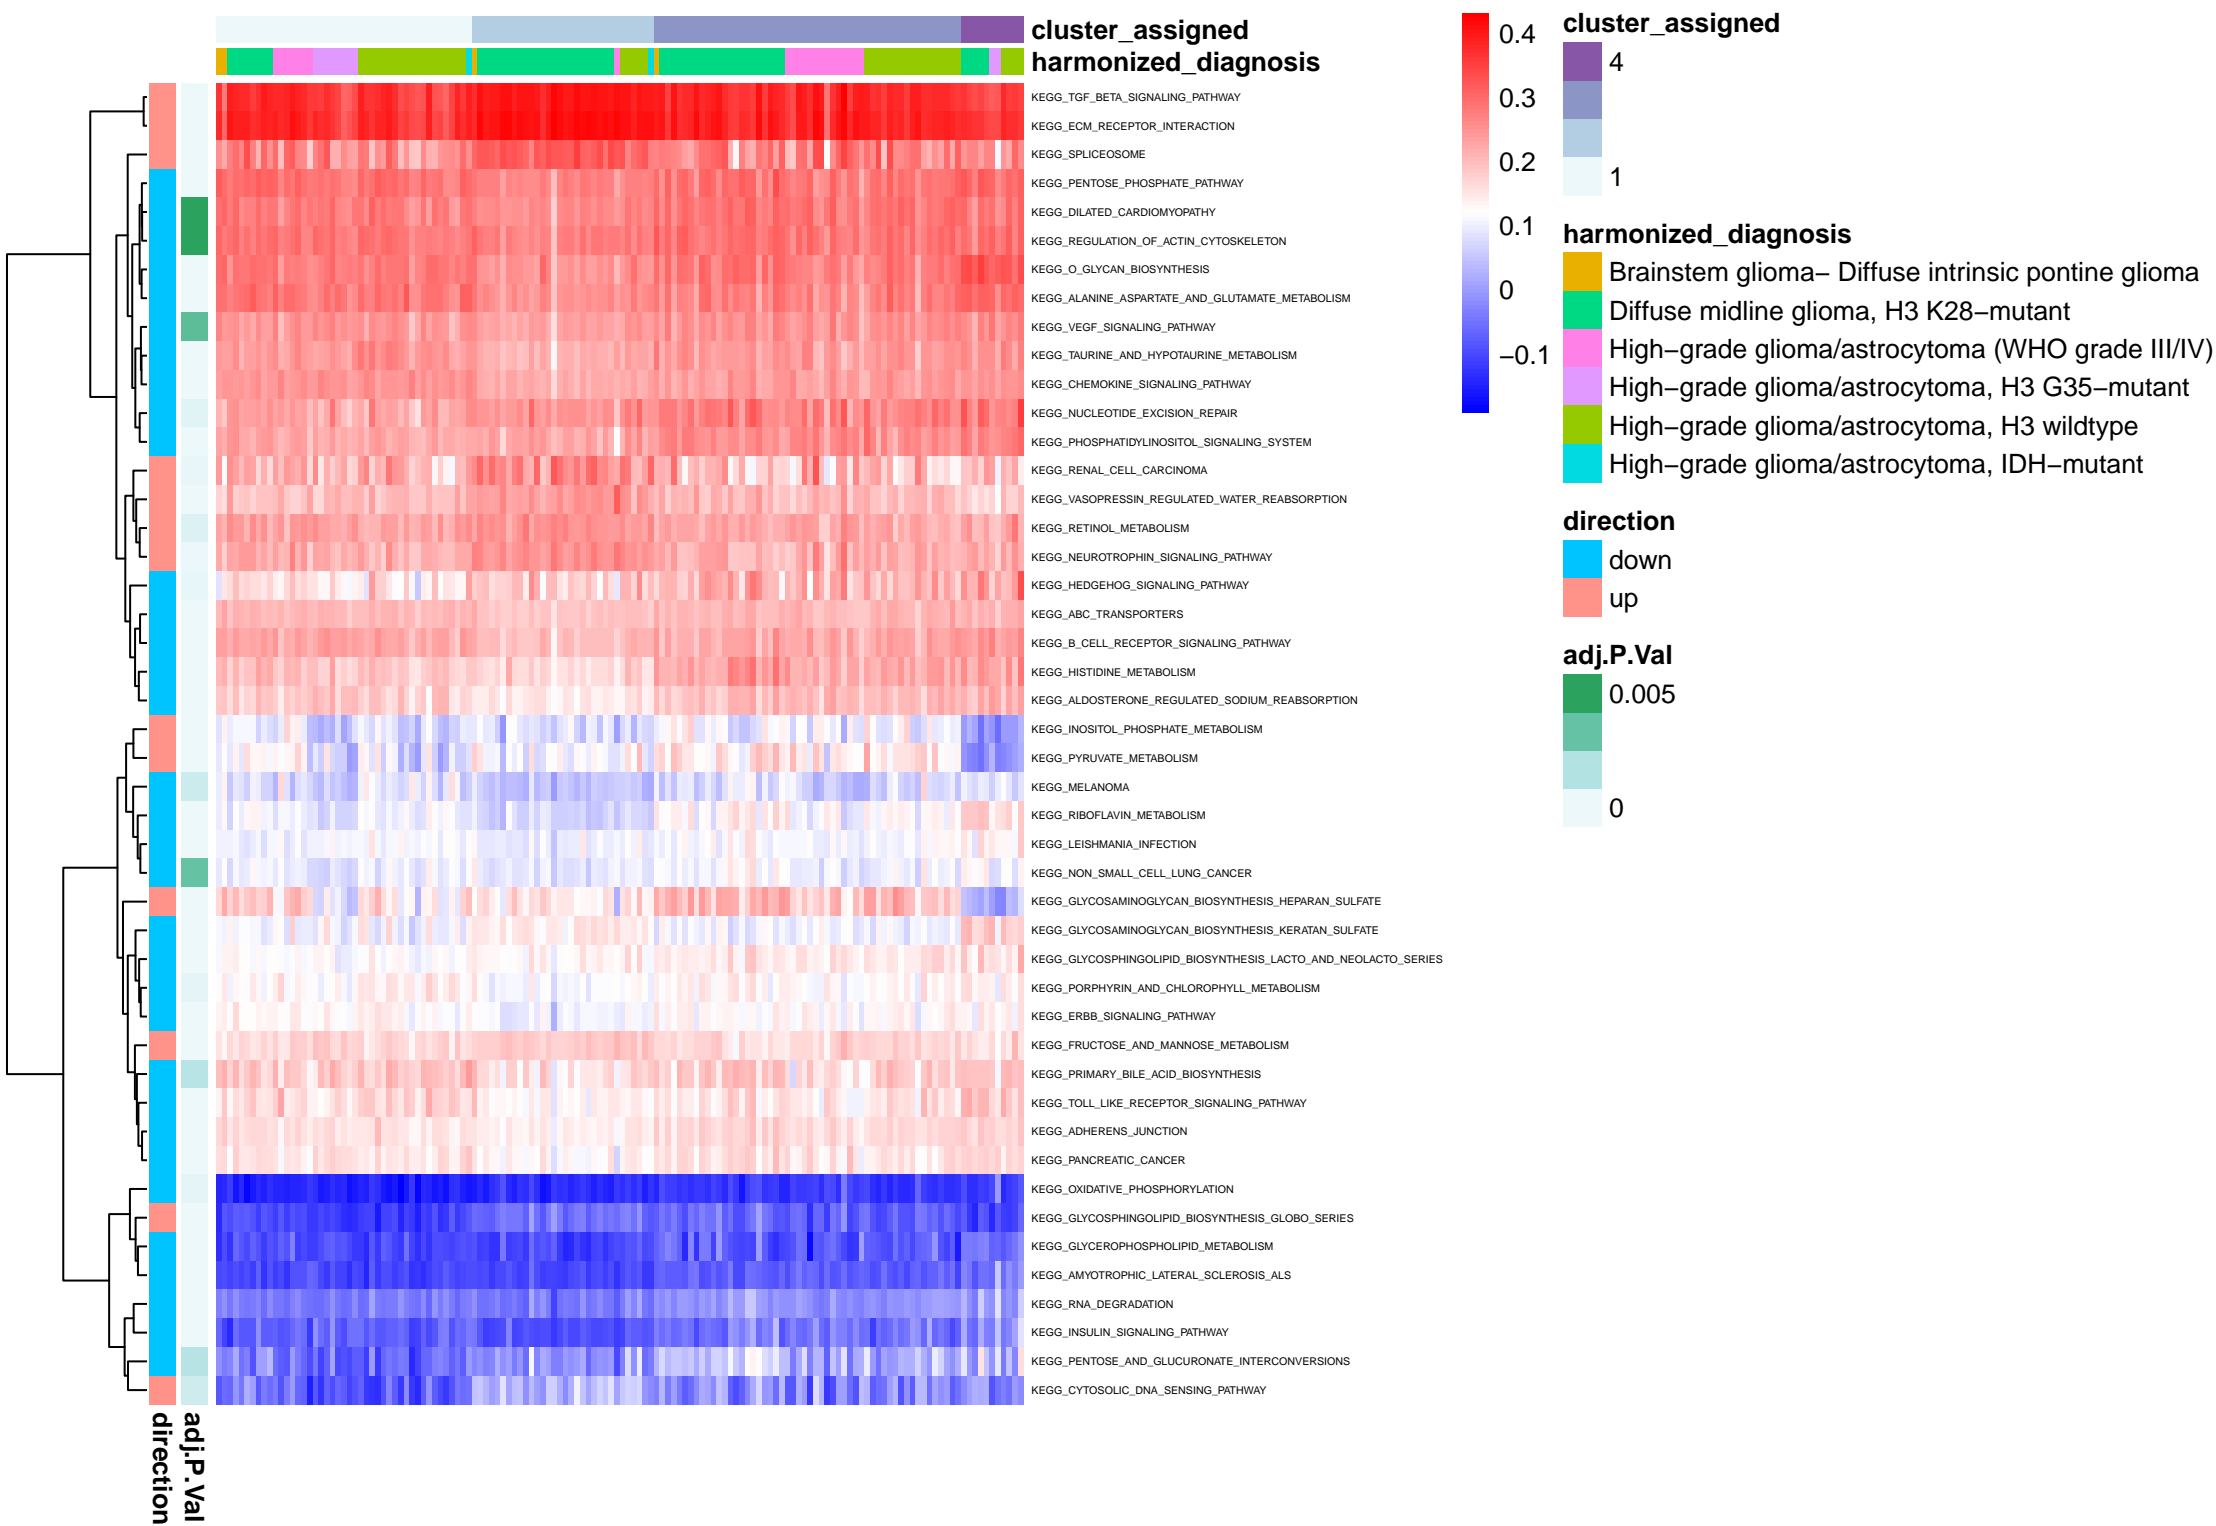 cluster_assigned
harmonized_diagnosis
KEGG_TGF_BETA_SIGNALING_PATHWAY
KEGG_ECM_RECEPTOR_INTERACTION
KEGG_SPLICEOSOME
KEGG_PENTOSE_PHOSPHATE_PATHWAY
KEGG_DILATED_CARDIOMYOPATHY
KEGG_REGULATION_OF_ACTIN_CYTOSKELETON
KEGG_O_GLYCAN_BIOSYNTHESIS
KEGG_ALANINE_ASPARTATE_AND_GLUTAMATE_METABOLISM
KEGG_VEGF_SIGNALING_PATHWAY
KEGG_TAURINE_AND_HYPOTAURINE_METABOLISM
KEGG_CHEMOKINE_SIGNALING_PATHWAY
KEGG_NUCLEOTIDE_EXCISION_REPAIR
KEGG_PHOSPHATIDYLINOSITOL_SIGNALING_SYSTEM
KEGG_RENAL_CELL_CARCINOMA
KEGG_VASOPRESSIN_REGULATED_WATER_REABSORPTION
KEGG_RETINOL_METABOLISM
KEGG_NEUROTROPHIN_SIGNALING_PATHWAY
KEGG_HEDGEHOG_SIGNALING_PATHWAY
KEGG_ABC_TRANSPORTERS
KEGG_B_CELL_RECEPTOR_SIGNALING_PATHWAY
KEGG_HISTIDINE_METABOLISM
KEGG_ALDOSTERONE_REGULATED_SODIUM_REABSORPTION
KEGG_INOSITOL_PHOSPHATE_METABOLISM
KEGG_PYRUVATE_METABOLISM
KEGG_MELANOMA
KEGG_RIBOFLAVIN_METABOLISM
KEGG_LEISHMANIA_INFECTION
KEGG_NON_SMALL_CELL_LUNG_CANCER
KEGG_GLYCOSAMINOGLYCAN_BIOSYNTHESIS_HEPARAN_SULFATE
KEGG_GLYCOSAMINOGLYCAN_BIOSYNTHESIS_KERATAN_SULFATE
KEGG_GLYCOSPHINGOLIPID_BIOSYNTHESIS_LACTO_AND_NEOLACTO_SERIES
KEGG_PORPHYRIN_AND_CHLOROPHYLL_METABOLISM
KEGG_ERBB_SIGNALING_PATHWAY
KEGG_FRUCTOSE_AND_MANNOSE_METABOLISM
KEGG_PRIMARY_BILE_ACID_BIOSYNTHESIS
KEGG_TOLL_LIKE_RECEPTOR_SIGNALING_PATHWAY
KEGG_ADHERENS_JUNCTION
KEGG_PANCREATIC_CANCER
KEGG_OXIDATIVE_PHOSPHORYLATION
KEGG_GLYCOSPHINGOLIPID_BIOSYNTHESIS_GLOBO_SERIES
KEGG_GLYCEROPHOSPHOLIPID_METABOLISM
KEGG_AMYOTROPHIC_LATERAL_SCLEROSIS_ALS
KEGG_RNA_DEGRADATION
KEGG_INSULIN_SIGNALING_PATHWAY
KEGG_PENTOSE_AND_GLUCURONATE_INTERCONVERSIONS
KEGG_CYTOSOLIC_DNA_SENSING_PATHWAY
direction
adj.P.Val
0.4
0.3
0.2
0.1
0
−0.1
cluster_assigned
4
1
harmonized_diagnosis
Brainstem glioma− Diffuse intrinsic pontine glioma
Diffuse midline glioma, H3 K28−mutant
High−grade glioma/astrocytoma (WHO grade III/IV)
High−grade glioma/astrocytoma, H3 G35−mutant
High−grade glioma/astrocytoma, H3 wildtype
High−grade glioma/astrocytoma, IDH−mutant
direction
down
up
adj.P.Val
0.005
0